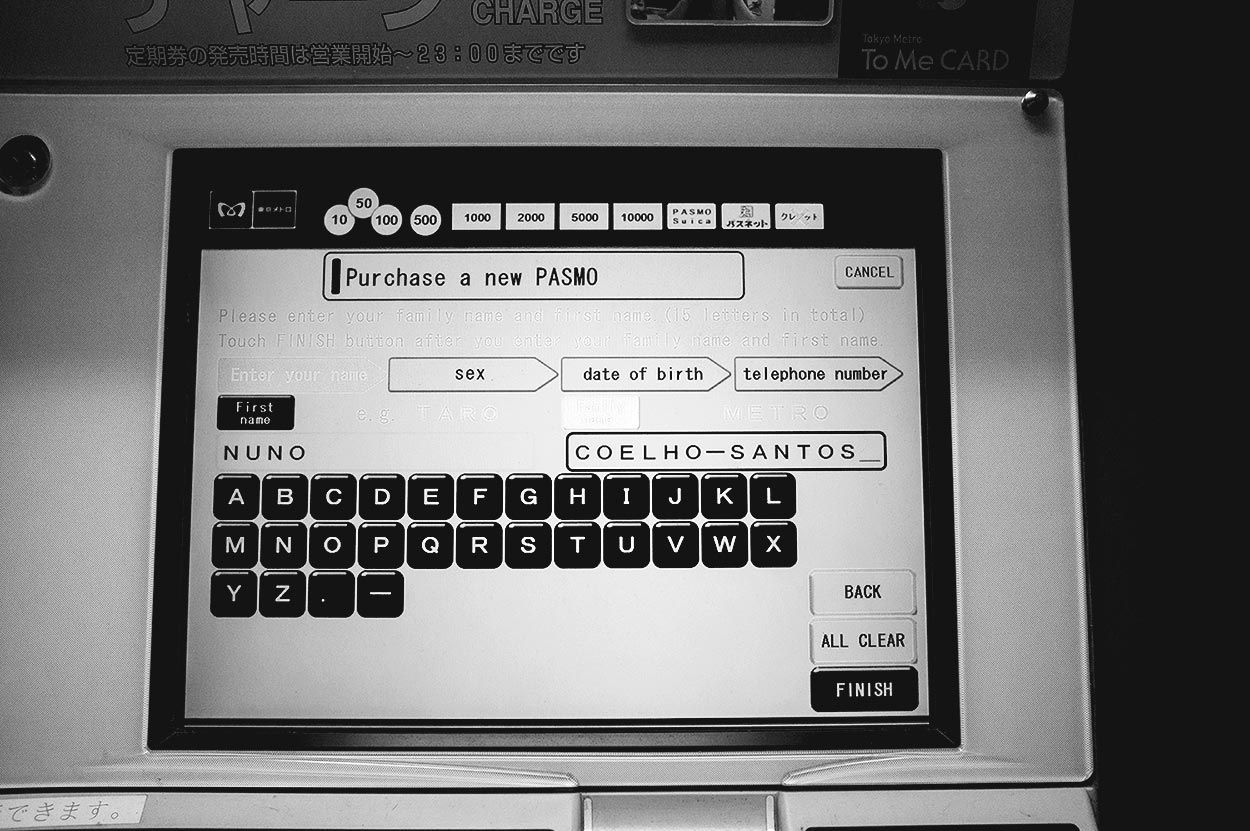 チャージ CHARGE
定期券の発売時間は営業開始～23:00までです
Tokyo Metro
To Me CARD
東京メトロ 10 50 100 500 1000 2000 5000 10000 PASMO Suica パスネット クレジット
Purchase a new PASMO CANCEL
Please enter your family name and first name.(15 letters in total)
Touch FINISH button after you enter your family name and first name.
Enter your name sex date of birth telephone number
First name e.g. TARO METRO
NUNO COELHO—SANTOS_
A B C D E F G H I J K L
M N O P Q R S T U V W X
Y Z . —
BACK
ALL CLEAR
FINISH
できます。